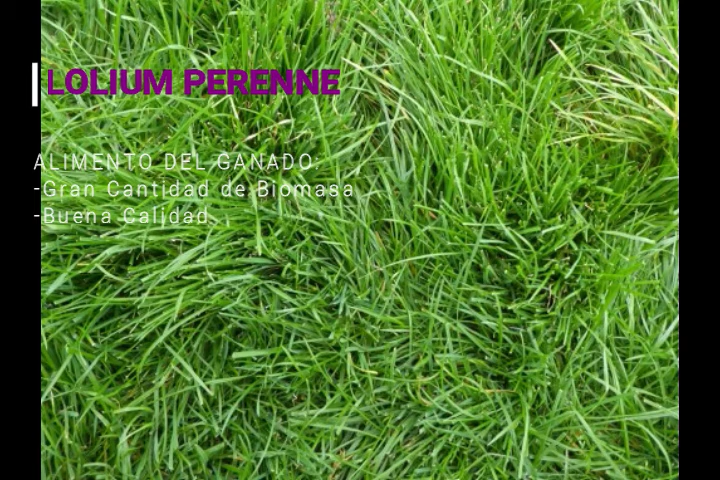 LOLIUM PERENNE
ALIMENTO DEL GANADO:
-Gran Cantidad de Biomasa
-Buena Calidad